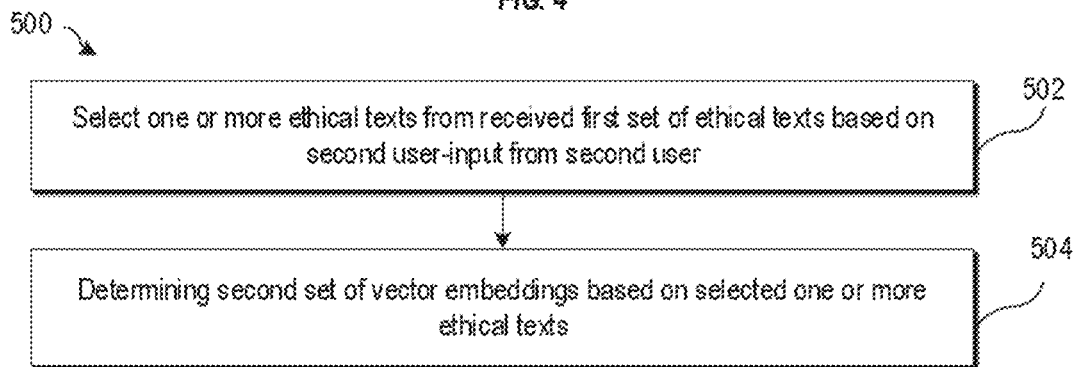 FIG. 4
500
Select one or more ethical texts from received first set of ethical texts based on
second user-input from second user
502
Determining second set of vector embeddings based on selected one or more
ethical texts
504